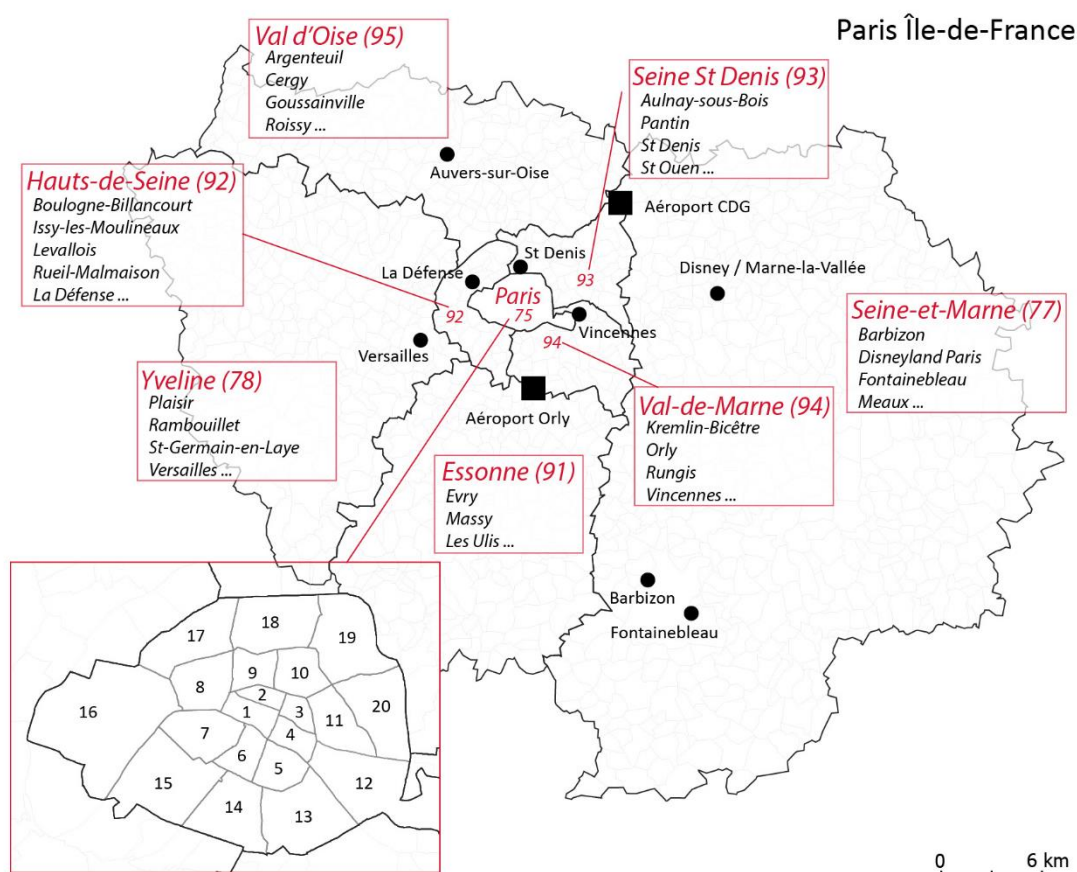 Paris Île-de-France
Val d'Oise (95)
Argenteuil
Cergy
Goussainville
Roissy ...
Seine St Denis (93)
Aulnay-sous-Bois
Pantin
St Denis
St Ouen ...
Auvers-sur-Oise
Hauts-de-Seine (92)
Boulogne-Billancourt
Issy-les-Moulineaux
Levallois
Rueil-Malmaison
La Défense ...
Aéroport CDG
St Denis
La Défense
93
Disney / Marne-la-Vallée
Paris
75
92
Vincennes
94
Versailles
Seine-et-Marne (77)
Barbizon
Disneyland Paris
Fontainebleau
Meaux ...
Yveline (78)
Plaisir
Rambouillet
St-Germain-en-Laye
Versailles ...
Aéroport Orly
Val-de-Marne (94)
Kremlin-Bicêtre
Orly
Rungis
Vincennes ...
Essonne (91)
Evry
Massy
Les Ulis ...
Barbizon
Fontainebleau
17
18
19
8
9
10
2
16
1
3
11
20
7
4
6
5
15
12
14
13
0 6 km